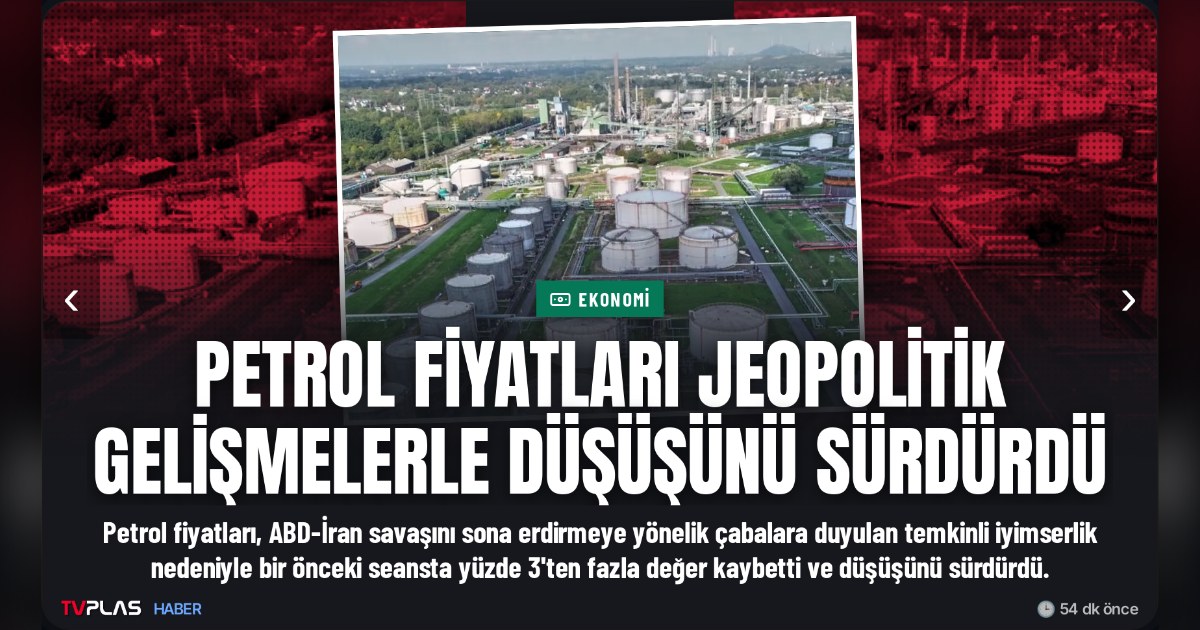 EKONOMİ
PETROL FİYATLARI JEOPOLİTİK
GELİŞMELERLE DÜŞÜŞÜNÜ SÜRDÜRDÜ
Petrol fiyatları, ABD-İran savaşını sona erdirmeye yönelik çabalara duyulan temkinli iyimserlik
nedeniyle bir önceki seansta yüzde 3'ten fazla değer kaybetti ve düşüşünü sürdürdü.
TVPLAS HABER
54 dk önce